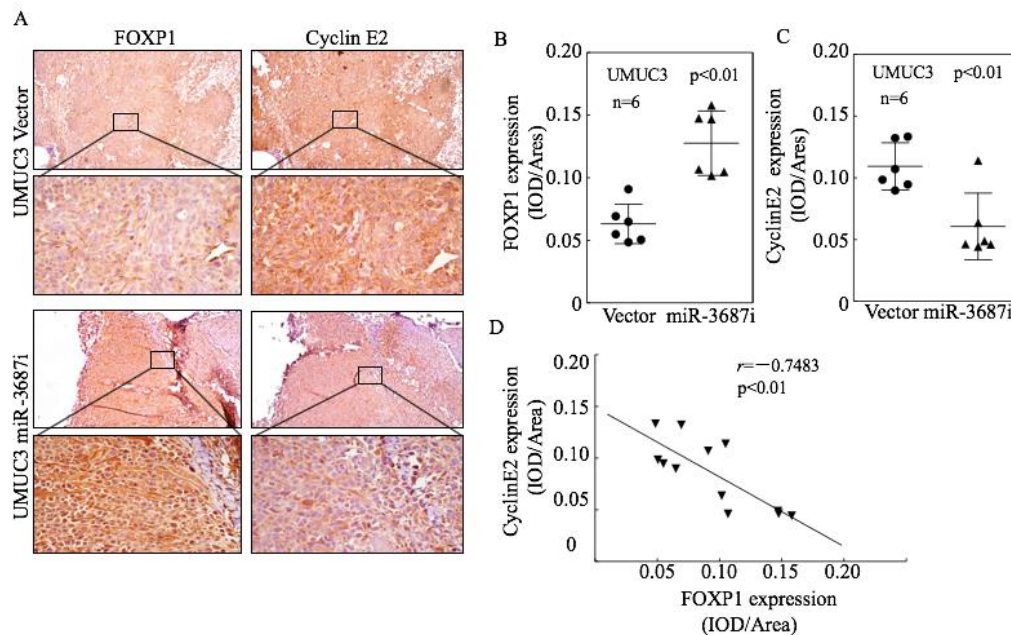 A
FOXP1
Cyclin E2
UMUC3 Vector
UMUC3 miR-3687i
B
FOXP1 expression
(IOD/Ares)
0.20
0.15
0.10
0.05
0
UMUC3
p<0.01
n=6
Vector miR-3687i
C
CyclinE2 expression
(IOD/Ares)
0.20
0.15
0.10
0.05
0
UMUC3
p<0.01
n=6
Vector miR-3687i
D
CyclinE2 expression
(IOD/Area)
0.20
0.15
0.10
0.05
0
r=−0.7483
p<0.01
0.05 0.10 0.15 0.20
FOXP1 expression
(IOD/Area)